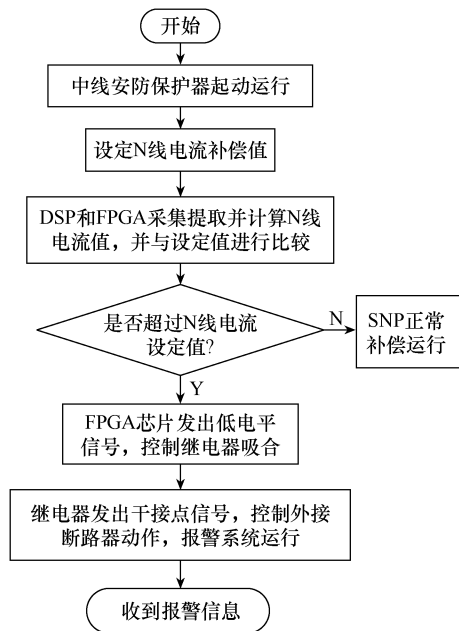 开始
中线安防保护器起动运行
设定N线电流补偿值
DSP和FPGA采集提取并计算N线
电流值，并与设定值进行比较
是否超过N线电流
设定值?
N
SNP正常
补偿运行
Y
FPGA芯片发出低电平
信号，控制继电器吸合
继电器发出干接点信号，控制外接
断路器动作，报警系统运行
收到报警信息